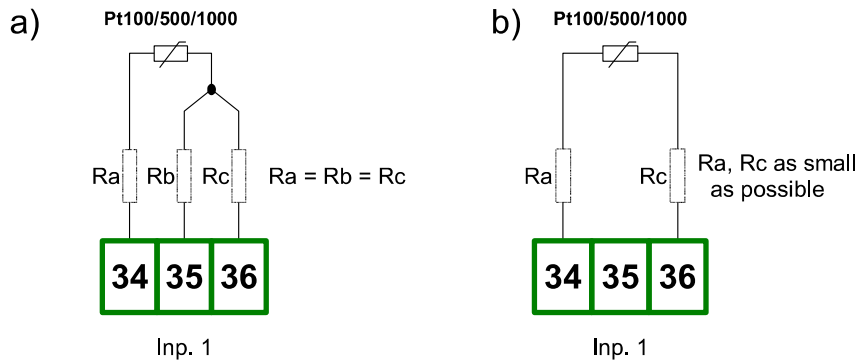 a)
Pt100/500/1000
Ra Rb Rc Ra = Rb = Rc
34 35 36
Inp. 1
b)
Pt100/500/1000
Ra Rc Ra, Rc as small
as possible
34 35 36
Inp. 1